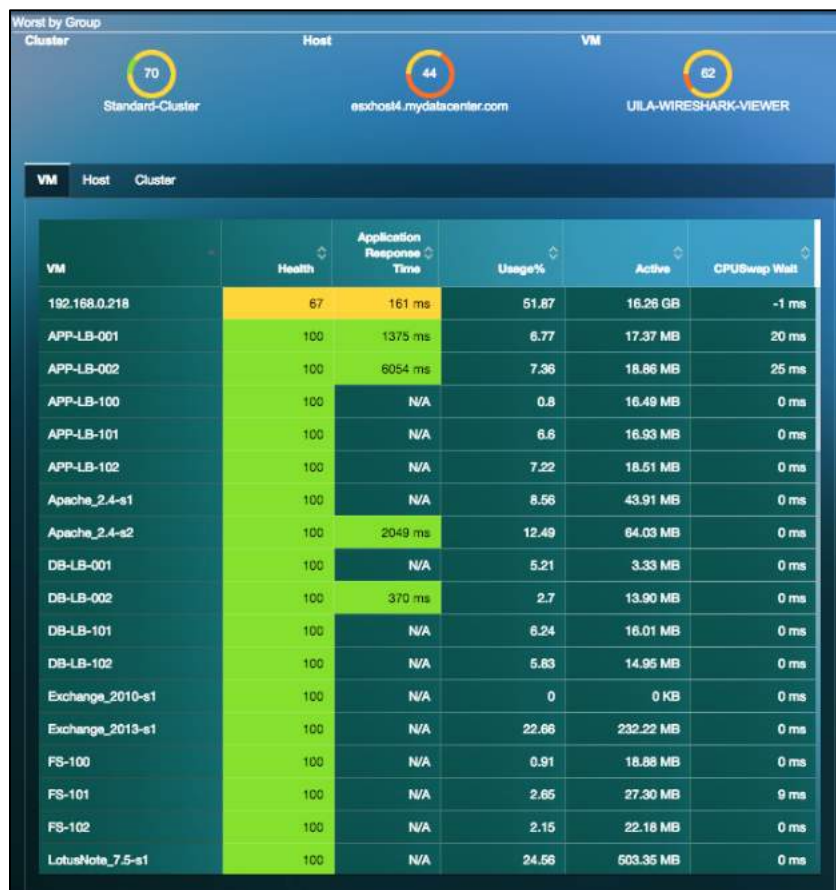 Worst by Group
Cluster Host VM
70 44 62
Standard-Cluster esxhost4.mydatacenter.com UILA-WIRESHARK-VIEWER
VM Host Cluster
VM Health Application Response Time Usage% Active CPUSwap Wait
192.168.0.218 67 161 ms 51.87 16.26 GB -1 ms
APP-LB-001 100 1375 ms 6.77 17.37 MB 20 ms
APP-LB-002 100 6054 ms 7.36 18.86 MB 25 ms
APP-LB-100 100 N/A 0.8 16.49 MB 0 ms
APP-LB-101 100 N/A 6.6 16.93 MB 0 ms
APP-LB-102 100 N/A 7.22 18.51 MB 0 ms
Apache_2.4-s1 100 N/A 8.56 43.91 MB 0 ms
Apache_2.4-s2 100 2049 ms 12.49 64.03 MB 0 ms
DB-LB-001 100 N/A 5.21 3.33 MB 0 ms
DB-LB-002 100 370 ms 2.7 13.90 MB 0 ms
DB-LB-101 100 N/A 6.24 16.01 MB 0 ms
DB-LB-102 100 N/A 5.83 14.95 MB 0 ms
Exchange_2010-s1 100 N/A 0 0 KB 0 ms
Exchange_2013-s1 100 N/A 22.66 232.22 MB 0 ms
FS-100 100 N/A 0.91 18.88 MB 0 ms
FS-101 100 N/A 2.65 27.30 MB 9 ms
FS-102 100 N/A 2.15 22.18 MB 0 ms
LotusNote_7.5-s1 100 N/A 24.56 503.35 MB 0 ms